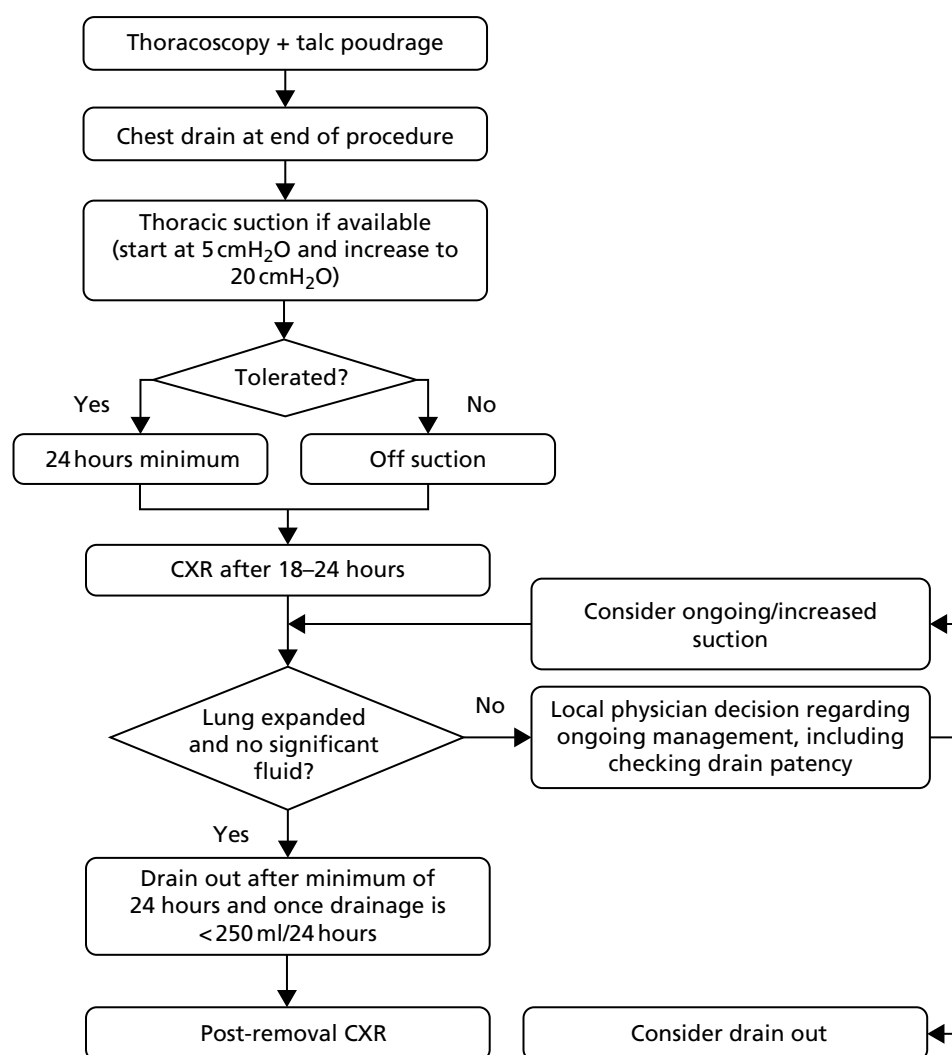 Thoracoscopy + talc poudrage
Chest drain at end of procedure
Thoracic suction if available
(start at 5 cmH₂O and increase to
20 cmH₂O)
Tolerated?
Yes
No
24 hours minimum
Off suction
CXR after 18–24 hours
Consider ongoing/increased
suction
Lung expanded
and no significant
fluid?
No
Local physician decision regarding
ongoing management, including
checking drain patency
Yes
Drain out after minimum of
24 hours and once drainage is
<250 ml/24 hours
Post-removal CXR
Consider drain out